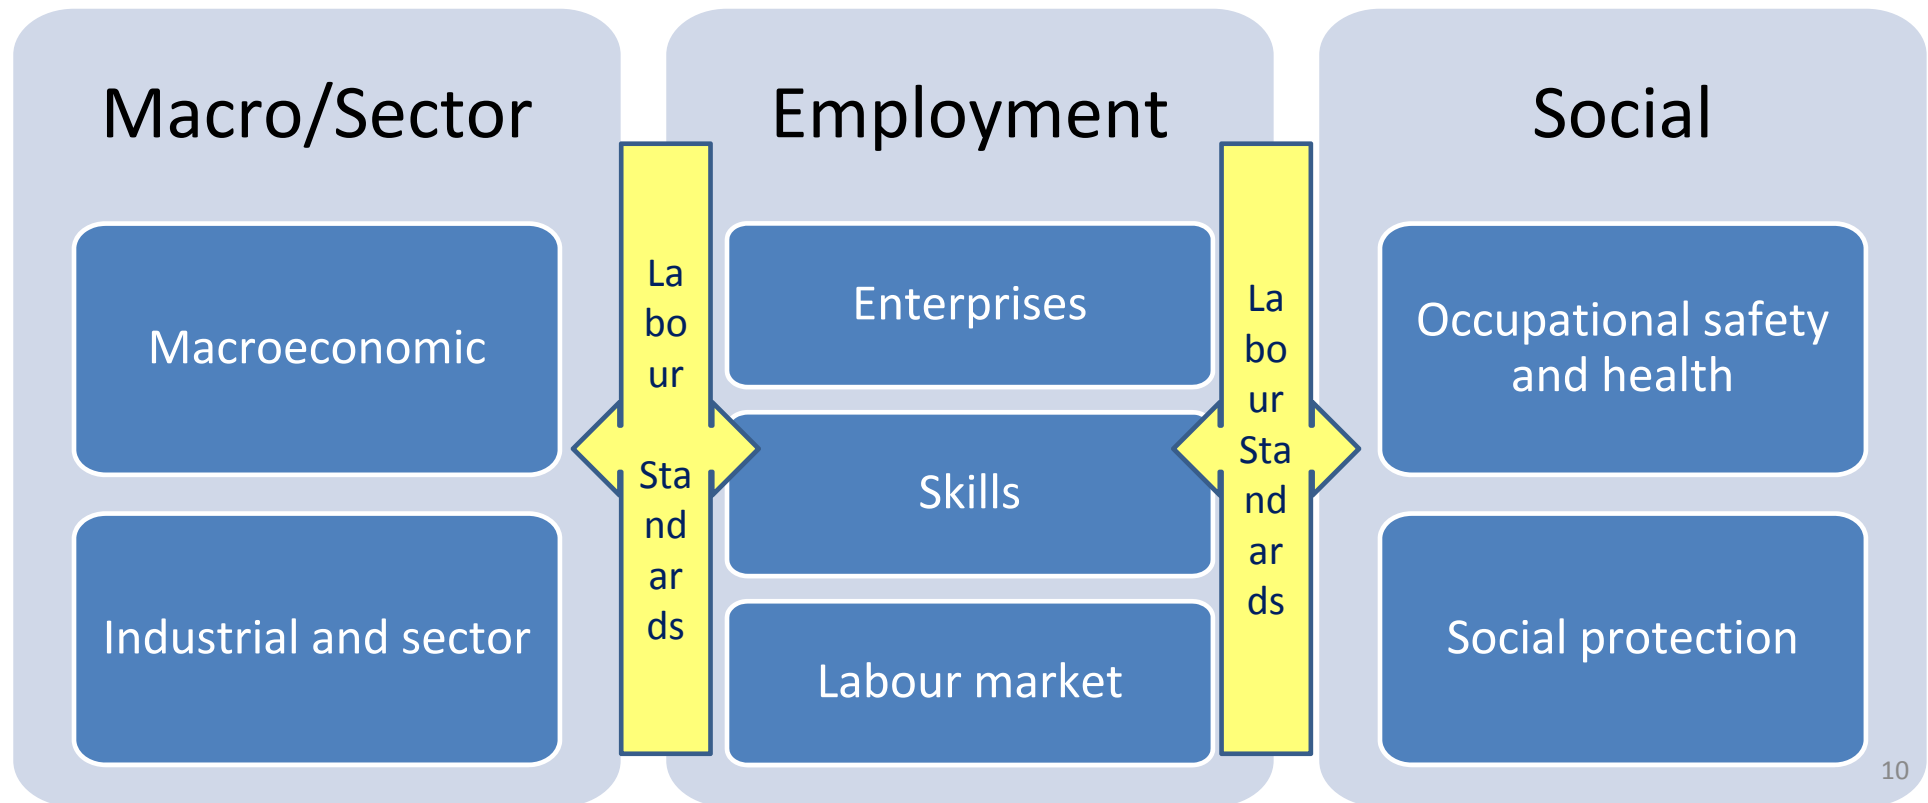 Macro/Sector
Macroeconomic
Industrial and sector
La
bo
ur
Sta
nd
ar
ds
Employment
Enterprises
Skills
Labour market
La
bo
ur
Sta
nd
ar
ds
Social
Occupational safety
and health
Social protection
10